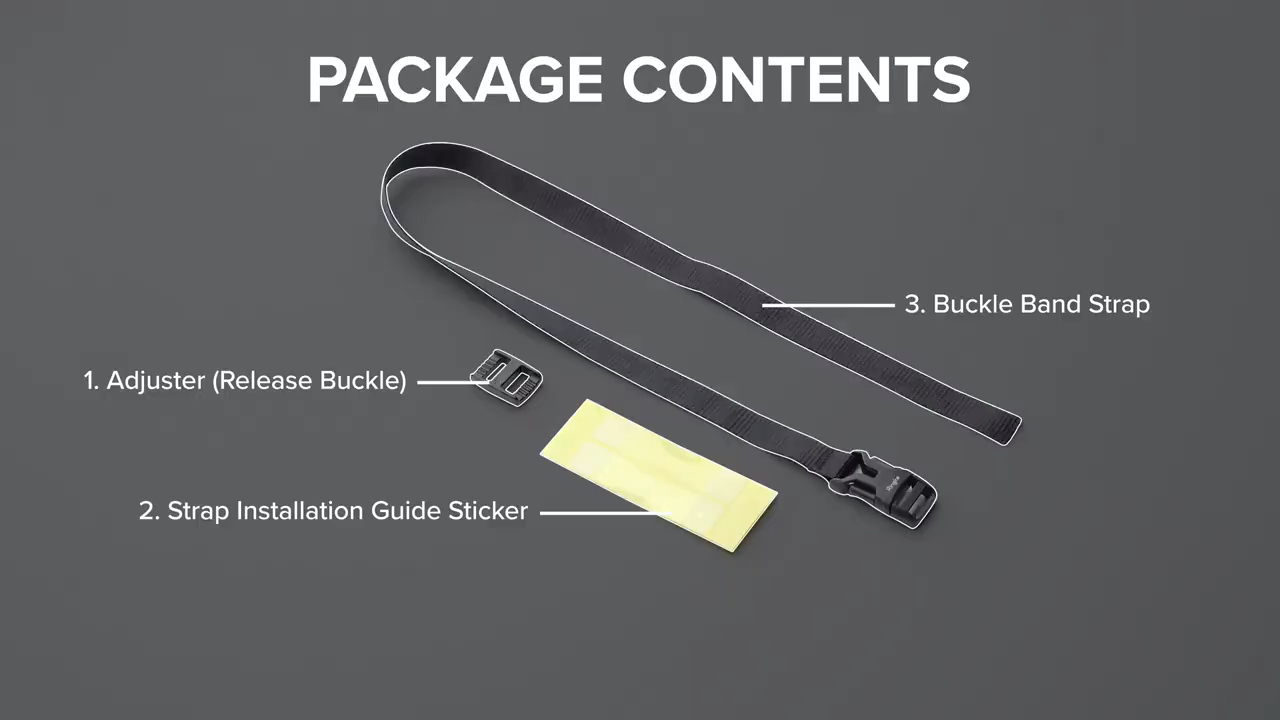 PACKAGE CONTENTS
3. Buckle Band Strap
1. Adjuster (Release Buckle)
2. Strap Installation Guide Sticker